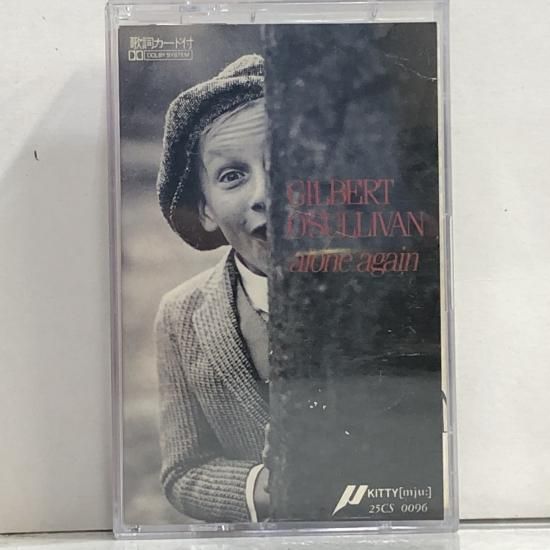 歌詞カード付
DOLBY SYSTEM
GILBERT
O'SULLIVAN
alone again
μ KITTY[mju:]
25CS 0096